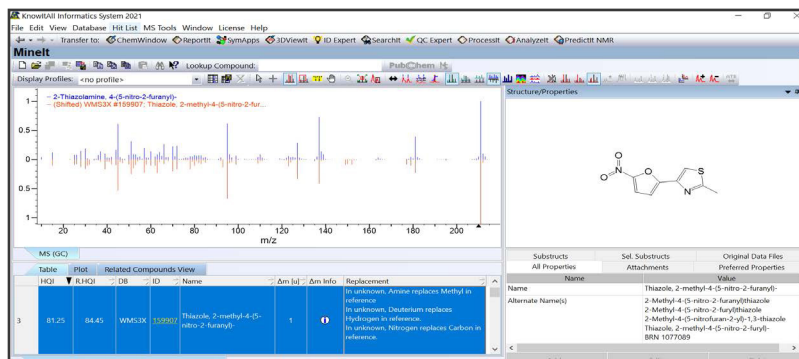 KnowItAll Informatics System 2021
File Edit View Database Hit List MS Tools Window License Help
Transfer to: ChemWindow ReportIt SymApps 3DViewIt ID Expert SearchIt QC Expert ProcessIt AnalyzeIt PredictIt NMR
MineIt
Lookup Compound:
PubChem
Display Profiles: <no profile>
2-Thiazolamine, 4-(5-nitro-2-furanyl)-
(Shifted) WMS3X #159907; Thiazole, 2-methyl-4-(5-nitro-2-fur...
1
0.5
0
0.5
1
20 40 60 80 100 120 140 160 180 200
m/z
MS (GC)
Table Plot Related Compounds View
HQI R.HQI DB ID Name Δm [u] Δm Info Replacement
3 81.25 84.45 WMS3X 159907 Thiazole, 2-methyl-4-(5-
nitro-2-furanyl)- 1
In unknown, Amine replaces Methyl in
reference
In unknown, Deuterium replaces
Hydrogen in reference.
In unknown, Nitrogen replaces Carbon in
reference.
Structure/Properties
O
N
O
O
S
N
Substructs Sel. Substructs Original Data Files
All Properties Attachments Preferred Properties
Name Value
Name Thiazole, 2-methyl-4-(5-nitro-2-furanyl)-
Alternate Name(s) 2-Methyl-4-(5-nitro-2-furanyl)thiazole
2-Methyl-4-(5-nitro-2-furyl)thiazole
2-Methyl-4-(5-nitrofuran-2-yl)-1,3-thiazole
Thiazole, 2-methyl-4-(5-nitro-2-furyl)-
BRN 1077089